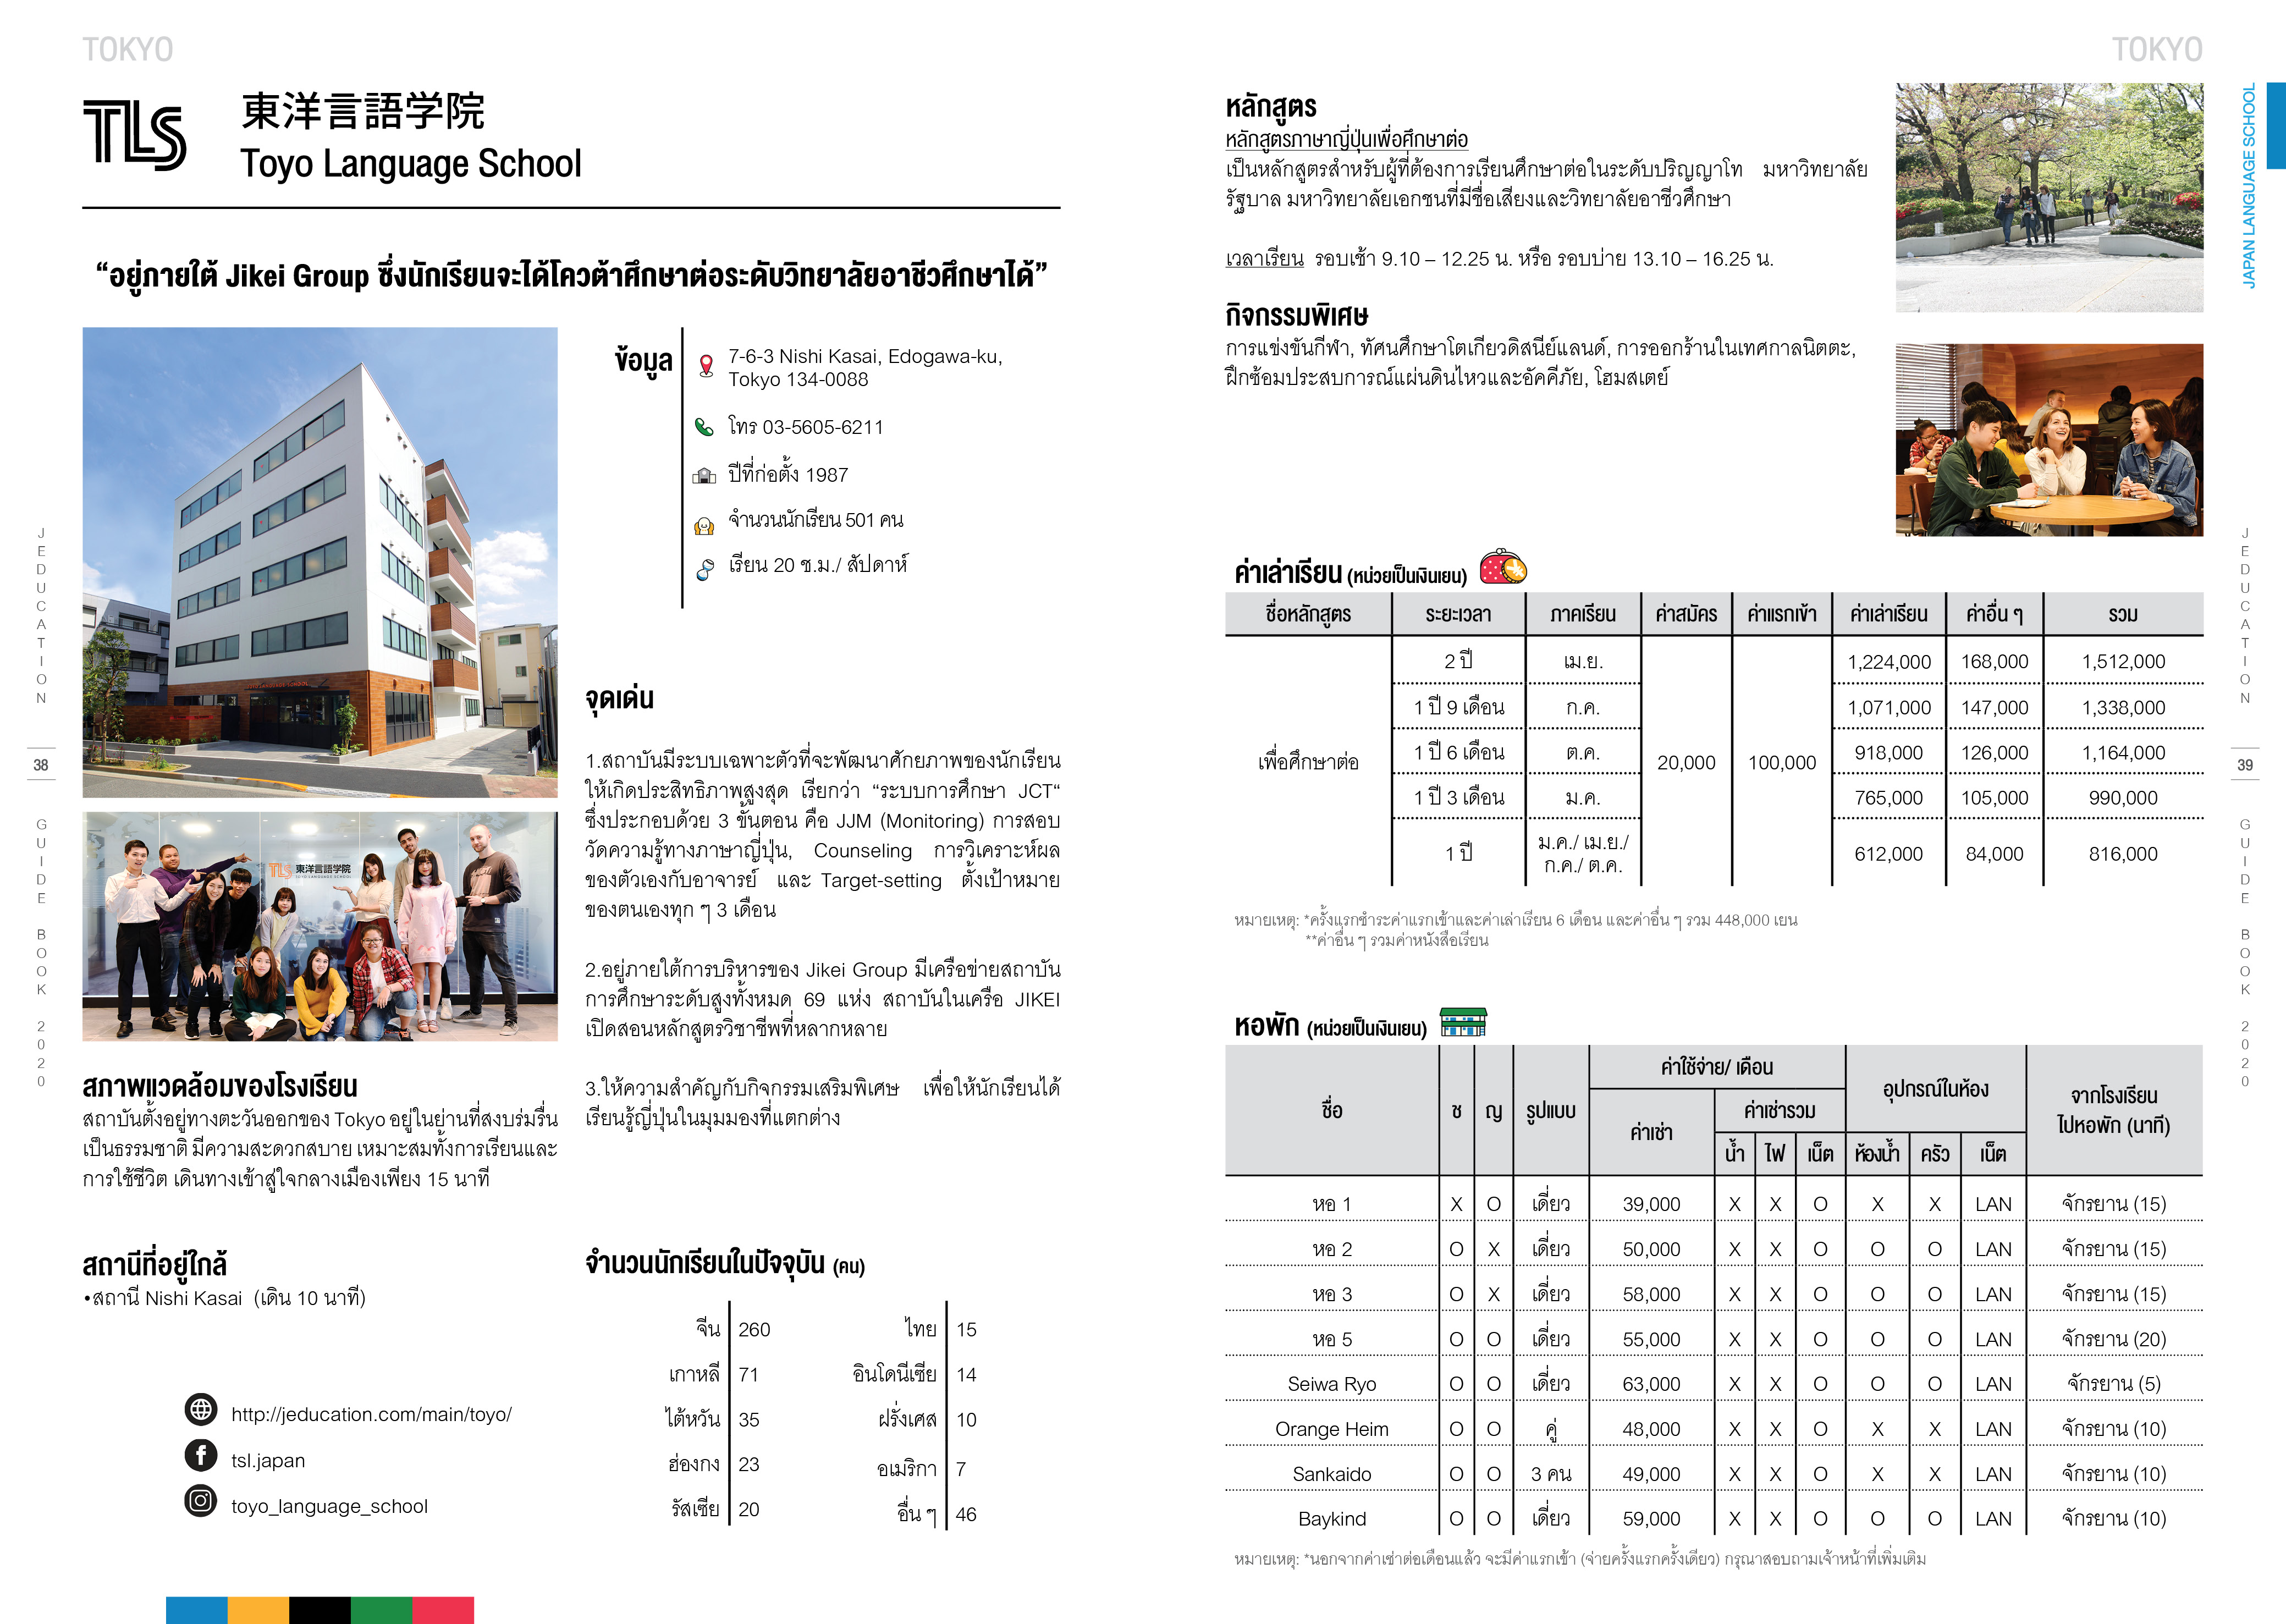 TOKYO
TLS
東洋言語学院
Toyo Language School
“อยู่ภายใต้ Jikei Group ซึ่งนักเรียนจะได้โควต้าศึกษาต่อระดับวิทยาลัยอาชีวศึกษาได้”
ข้อมูล
7-6-3 Nishi Kasai, Edogawa-ku,
Tokyo 134-0088
โทร 03-5605-6211
ปีที่ก่อตั้ง 1987
จำนวนนักเรียน 501 คน
เรียน 20 ช.ม./ สัปดาห์
TLS 東洋言語学院
จุดเด่น
1.สถาบันมีระบบเฉพาะตัวที่จะพัฒนาศักยภาพของนักเรียน
ให้เกิดประสิทธิภาพสูงสุด เรียกว่า “ระบบการศึกษา JCT“
ซึ่งประกอบด้วย 3 ขั้นตอน คือ JJM (Monitoring) การสอบ
วัดความรู้ทางภาษาญี่ปุ่น, Counseling การวิเคราะห์ผล
ของตัวเองกับอาจารย์ และ Target-setting ตั้งเป้าหมาย
ของตนเองทุก ๆ 3 เดือน
2.อยู่ภายใต้การบริหารของ Jikei Group มีเครือข่ายสถาบัน
การศึกษาระดับสูงทั้งหมด 69 แห่ง สถาบันในเครือ JIKEI
เปิดสอนหลักสูตรวิชาชีพที่หลากหลาย
3.ให้ความสำคัญกับกิจกรรมเสริมพิเศษ เพื่อให้นักเรียนได้
เรียนรู้ญี่ปุ่นในมุมมองที่แตกต่าง
สภาพแวดล้อมของโรงเรียน
สถาบันตั้งอยู่ทางตะวันออกของ Tokyo อยู่ในย่านที่สงบร่มรื่น
เป็นธรรมชาติ มีความสะดวกสบาย เหมาะสมทั้งการเรียนและ
การใช้ชีวิต เดินทางเข้าสู่ใจกลางเมืองเพียง 15 นาที
สถานีที่อยู่ใกล้
•สถานี Nishi Kasai (เดิน 10 นาที)
http://jeducation.com/main/toyo/
tsl.japan
toyo_language_school
จำนวนนักเรียนในปัจจุบัน (คน)
จีน 260 ไทย 15
เกาหลี 71 อินโดนีเซีย 14
ไต้หวัน 35 ฝรั่งเศส 10
ฮ่องกง 23 อเมริกา 7
รัสเซีย 20 อื่น ๆ 46
JEDUCATION
38
GUIDE BOOK 2020
TOKYO
JAPAN LANGUAGE SCHOOL
หลักสูตร
หลักสูตรภาษาญี่ปุ่นเพื่อศึกษาต่อ
เป็นหลักสูตรสำหรับผู้ที่ต้องการเรียนศึกษาต่อในระดับปริญญาโท มหาวิทยาลัย
รัฐบาล มหาวิทยาลัยเอกชนที่มีชื่อเสียงและวิทยาลัยอาชีวศึกษา
เวลาเรียน รอบเช้า 9.10 – 12.25 น. หรือ รอบบ่าย 13.10 – 16.25 น.
กิจกรรมพิเศษ
การแข่งขันกีฬา, ทัศนศึกษาโตเกียวดิสนีย์แลนด์, การออกร้านในเทศกาลนิตตะ,
ฝึกซ้อมประสบการณ์แผ่นดินไหวและอัคคีภัย, โฮมสเตย์
ค่าเล่าเรียน (หน่วยเป็นเงินเยน)
ชื่อหลักสูตร ระยะเวลา ภาคเรียน ค่าสมัคร ค่าแรกเข้า ค่าเล่าเรียน ค่าอื่น ๆ รวม
2 ปี เม.ย. 1,224,000 168,000 1,512,000
1 ปี 9 เดือน ก.ค. 1,071,000 147,000 1,338,000
1 ปี 6 เดือน ต.ค. 918,000 126,000 1,164,000
เพื่อศึกษาต่อ 20,000 100,000
1 ปี 3 เดือน ม.ค. 765,000 105,000 990,000
1 ปี ม.ค./ เม.ย./ ก.ค./ ต.ค. 612,000 84,000 816,000
หมายเหตุ: *ครั้งแรกชำระค่าแรกเข้าและค่าเล่าเรียน 6 เดือน และค่าอื่น ๆ รวม 448,000 เยน
**ค่าอื่น ๆ รวมค่าหนังสือเรียน
หอพัก (หน่วยเป็นเงินเยน)
ชื่อ ช ญ รูปแบบ ค่าใช้จ่าย/ เดือน อุปกรณ์ในห้อง จากโรงเรียน ไปหอพัก (นาที)
ค่าเช่า ค่าเช่ารวม
น้ำ ไฟ เน็ต ห้องน้ำ ครัว เน็ต
หอ 1 X O เดี่ยว 39,000 X X O X X LAN จักรยาน (15)
หอ 2 O X เดี่ยว 50,000 X X O O O LAN จักรยาน (15)
หอ 3 O X เดี่ยว 58,000 X X O O O LAN จักรยาน (15)
หอ 5 O O เดี่ยว 55,000 X X O O O LAN จักรยาน (20)
Seiwa Ryo O O เดี่ยว 63,000 X X O O O LAN จักรยาน (5)
Orange Heim O O คู่ 48,000 X X O X X LAN จักรยาน (10)
Sankaido O O 3 คน 49,000 X X O X X LAN จักรยาน (10)
Baykind O O เดี่ยว 59,000 X X O O O LAN จักรยาน (10)
หมายเหตุ: *นอกจากค่าเช่าต่อเดือนแล้ว จะมีค่าแรกเข้า (จ่ายครั้งแรกครั้งเดียว) กรุณาสอบถามเจ้าหน้าที่เพิ่มเติม
JEDUCATION
39
GUIDE BOOK 2020